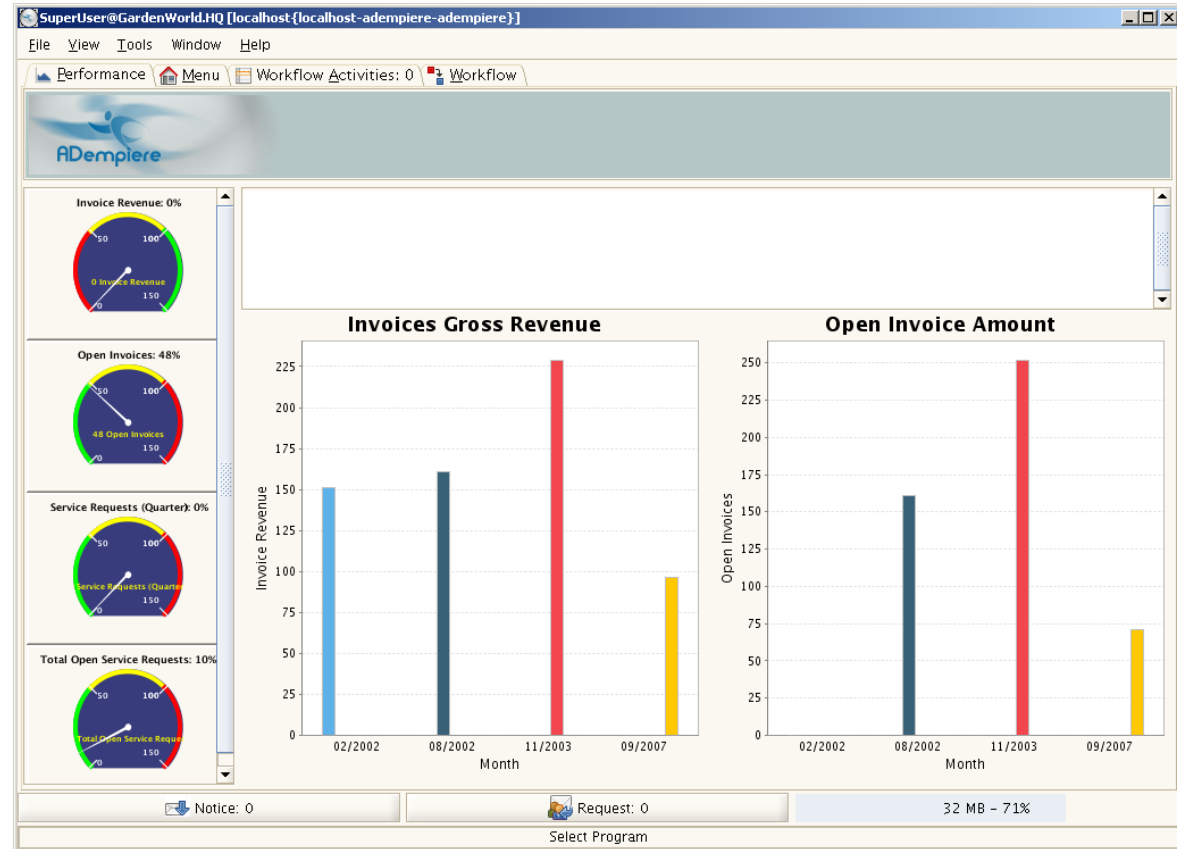 SuperUser@GardenWorld.HQ [localhost{localhost-adempiere-adempiere}]
File View Tools Window Help
Performance Menu Workflow Activities: 0 Workflow
ADempiere
Invoice Revenue: 0%
50 100
0 Invoice Revenue
0 150
Open Invoices: 48%
50 100
48 Open Invoices
0 150
Service Requests (Quarter): 0%
50 100
Service Requests (Quarter
0 150
Total Open Service Requests: 10%
50 100
Total Open Service Reque
0 150
Invoices Gross Revenue
Invoice Revenue
225
200
175
150
125
100
75
50
25
0
02/2002 08/2002 11/2003 09/2007
Month
Open Invoice Amount
Open Invoices
250
225
200
175
150
125
100
75
50
25
0
02/2002 08/2002 11/2003 09/2007
Month
Notice: 0 Request: 0 32 MB - 71%
Select Program